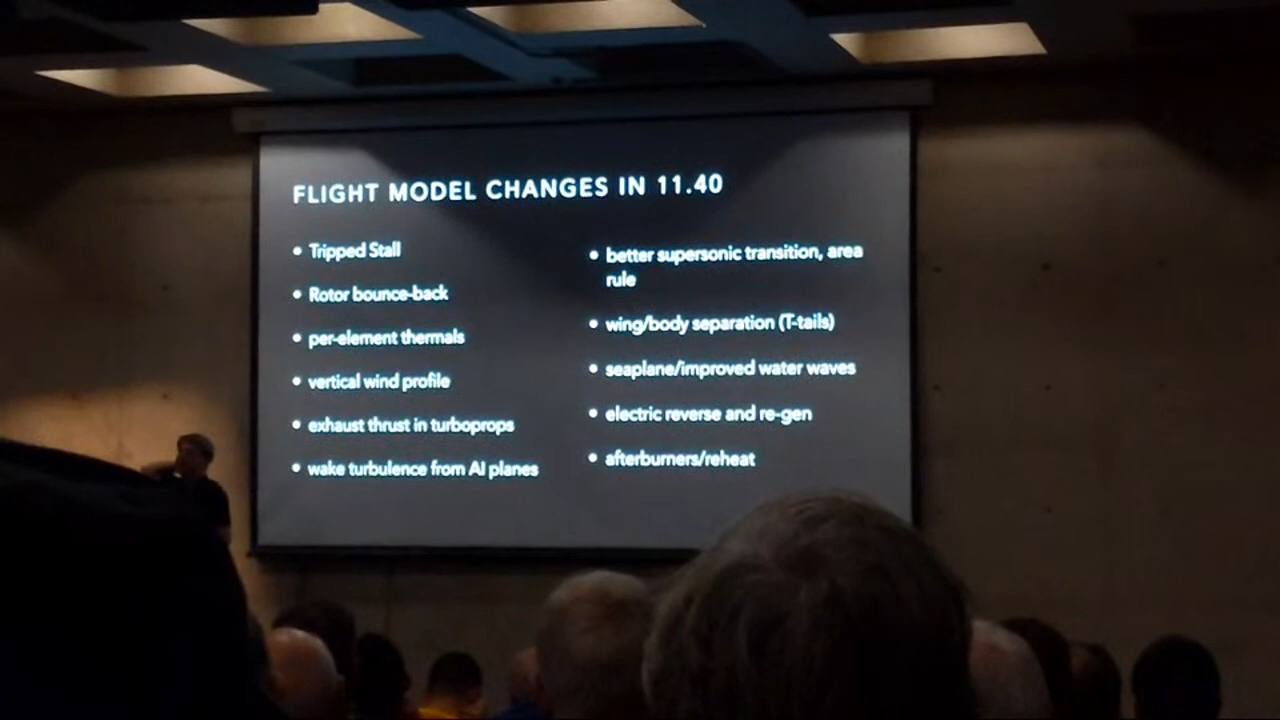 FLIGHT MODEL CHANGES IN 11.40
• Tripped Stall
• Rotor bounce-back
• per-element thermals
• vertical wind profile
• exhaust thrust in turboprops
• wake turbulence from AI planes
• better supersonic transition, area
rule
• wing/body separation (T-tails)
• seaplane/improved water waves
• electric reverse and re-gen
• afterburners/reheat